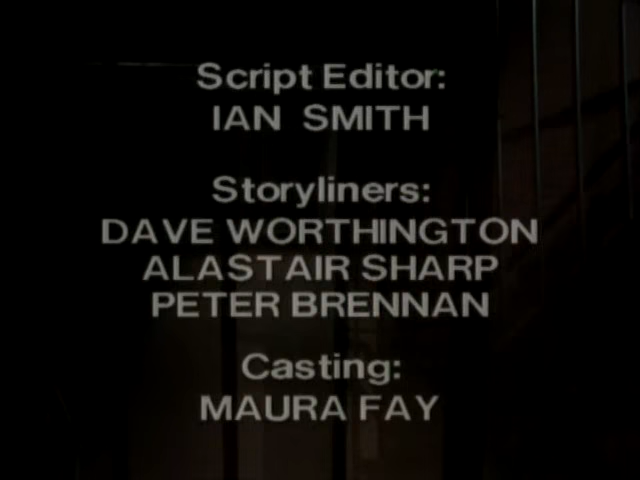 Script Editor:
IAN SMITH
Storyliners:
DAVE WORTHINGTON
ALASTAIR SHARP
PETER BRENNAN
Casting:
MAURA FAY